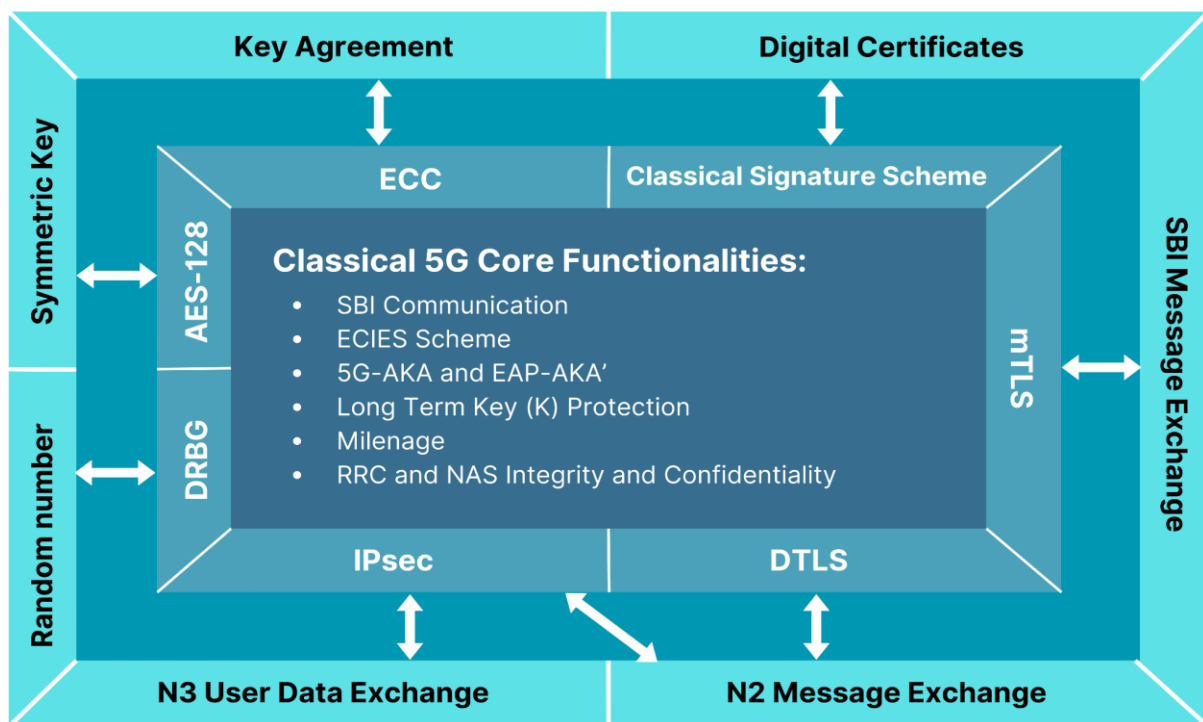 Key Agreement
Digital Certificates
Symmetric Key
Random number
ECC
Classical Signature Scheme
AES-128
DRBG
Classical 5G Core Functionalities:
• SBI Communication
• ECIES Scheme
• 5G-AKA and EAP-AKA’
• Long Term Key (K) Protection
• Milenage
• RRC and NAS Integrity and Confidentiality
mTLS
SBI Message Exchange
IPsec
DTLS
N3 User Data Exchange
N2 Message Exchange